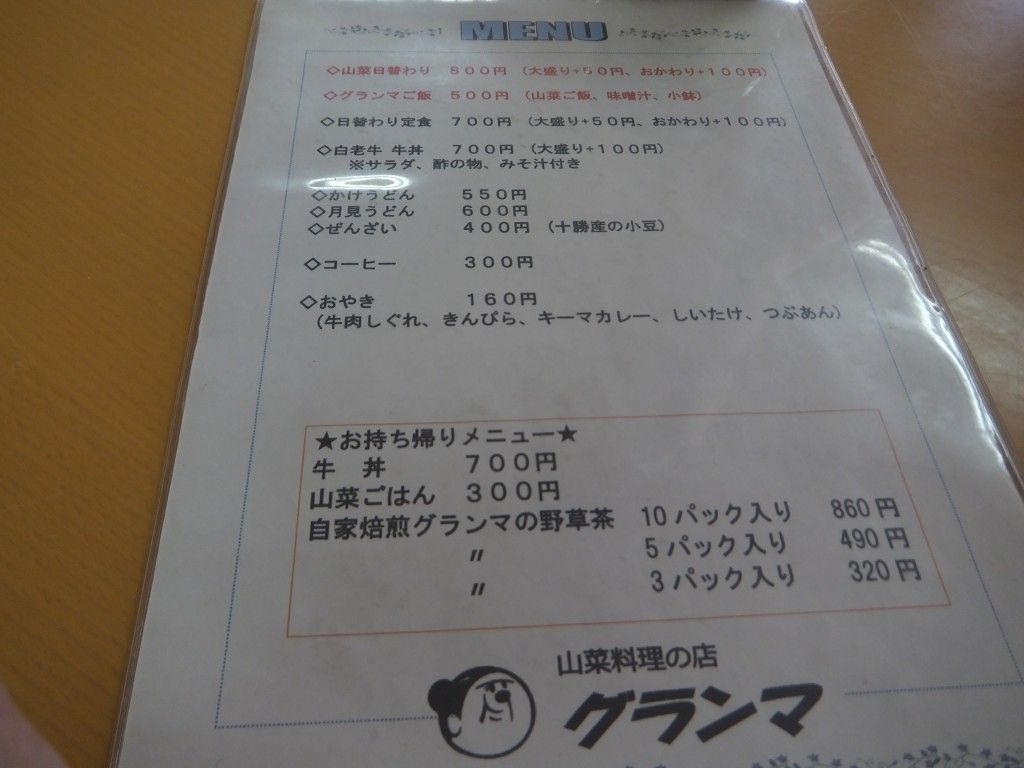 MENU
◇山菜日替わり 800円 (大盛り+50円、おかわり+100円)
◇グランマご飯 500円 (山菜ご飯、味噌汁、小鉢)
◇日替わり定食 700円 (大盛り+50円、おかわり+100円)
◇白老牛 牛丼 700円 (大盛り+100円)
※サラダ、酢の物、みそ汁付き
◇かけうどん 550円
◇月見うどん 600円
◇ぜんざい 400円 (十勝産の小豆)
◇コーヒー 300円
◇おやき 160円
(牛肉しぐれ、きんぴら、キーマカレー、しいたけ、つぶあん)
★お持ち帰りメニュー★
牛 丼 700円
山菜ごはん 300円
自家焙煎グランマの野草茶 10パック入り 860円
〃 5パック入り 490円
〃 3パック入り 320円
山菜料理の店
グランマ